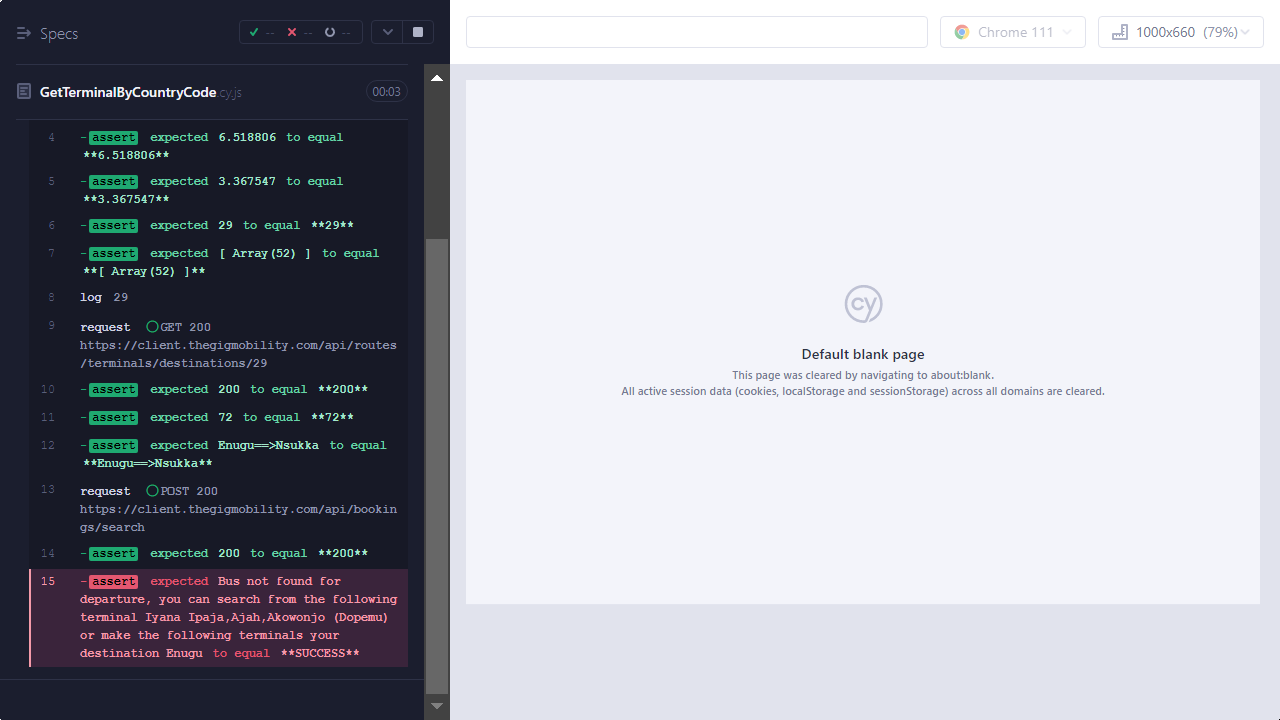 Specs
--
--
--
Chrome 111
1000x660 (79%)
GetTerminalByCountryCode.cy.js
00:03
4 -assert expected 6.518806 to equal
**6.518806**
5 -assert expected 3.367547 to equal
**3.367547**
6 -assert expected 29 to equal **29**
7 -assert expected [ Array(52) ] to equal
**[ Array(52) ]**
8 log 29
9 request GET 200
https://client.thegigmobility.com/api/routes
/terminals/destinations/29
10 -assert expected 200 to equal **200**
11 -assert expected 72 to equal **72**
12 -assert expected Enugu==>Nsukka to equal
**Enugu==>Nsukka**
13 request POST 200
https://client.thegigmobility.com/api/bookin
gs/search
14 -assert expected 200 to equal **200**
15 -assert expected Bus not found for
departure, you can search from the following
terminal Iyana Ipaja,Ajah,Akowonjo (Dopemu)
or make the following terminals your
destination Enugu to equal **SUCCESS**
cy
Default blank page
This page was cleared by navigating to about:blank.
All active session data (cookies, localStorage and sessionStorage) across all domains are cleared.